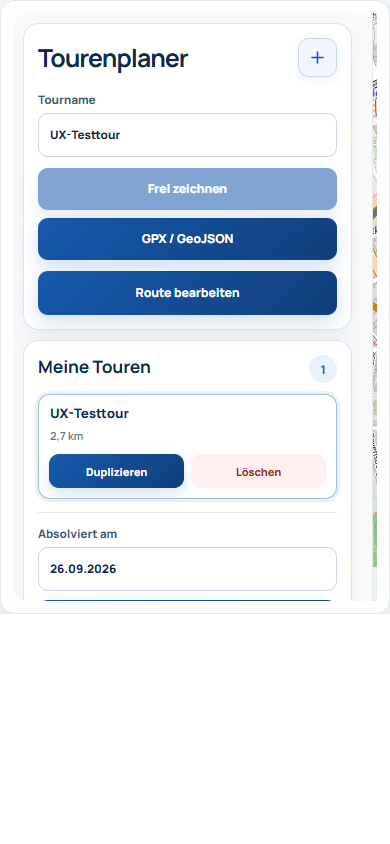 Tourenplaner
+
Tourname
UX-Testtour
Frei zeichnen
GPX / GeoJSON
Route bearbeiten
Meine Touren
1
UX-Testtour
2,7 km
Duplizieren
Löschen
Absolviert am
26.09.2026